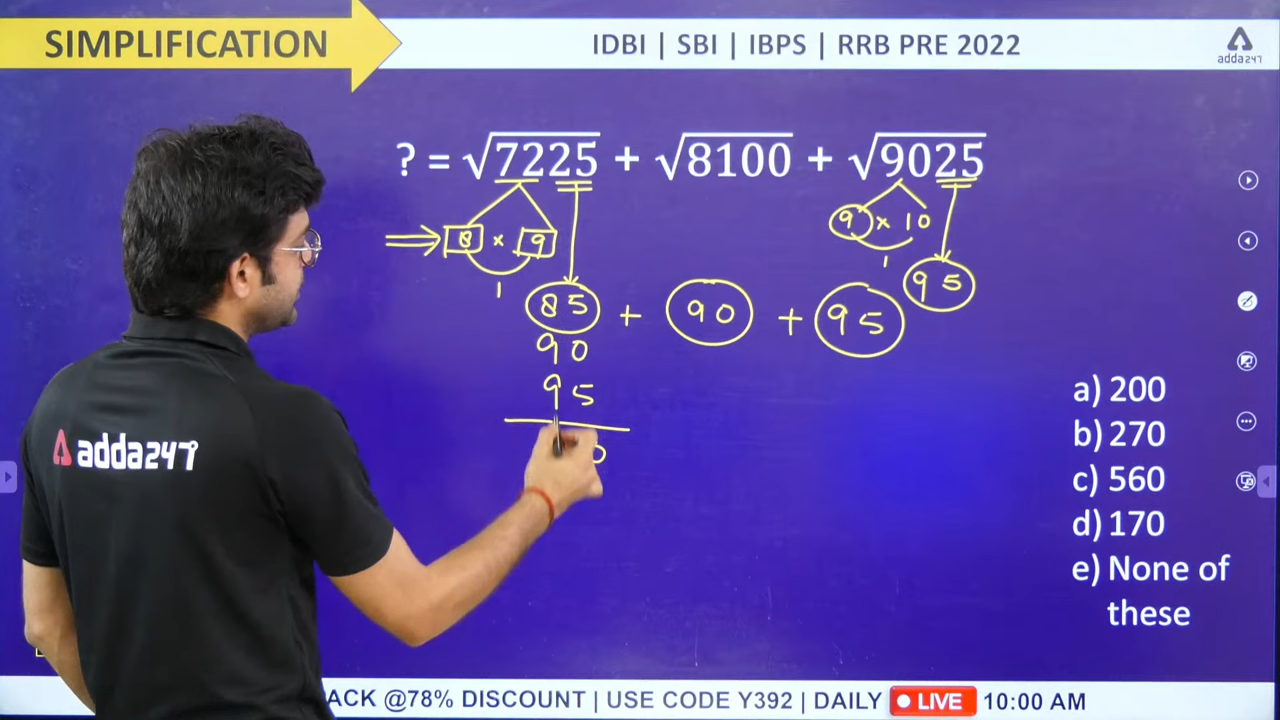 SIMPLIFICATION
IDBI | SBI | IBPS | RRB PRE 2022
adda247
? = √7225 + √8100 + √9025
8 × 9
9 × 10
1
1
95
85 + 90 + 95
90
95
0
a) 200
b) 270
c) 560
d) 170
e) None of
these
adda247
ACK @78% DISCOUNT | USE CODE Y392 | DAILY LIVE 10:00 AM